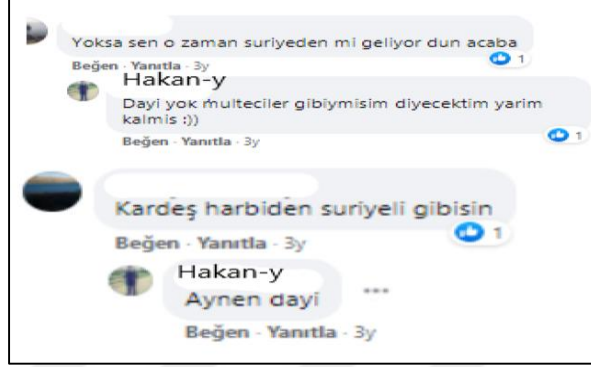 Yoksa sen o zaman suriyeden mi geliyor dun acaba
Beğen · Yanıtla · 3y
1
Hakan-y
Dayi yok multeciler gibiymisim diyecektim yarim
kalmis :))
Beğen · Yanıtla · 3y
1
Kardeş harbiden suriyeli gibisin
Beğen · Yanıtla · 3y
1
Hakan-y
Aynen dayi
Beğen · Yanıtla · 3y